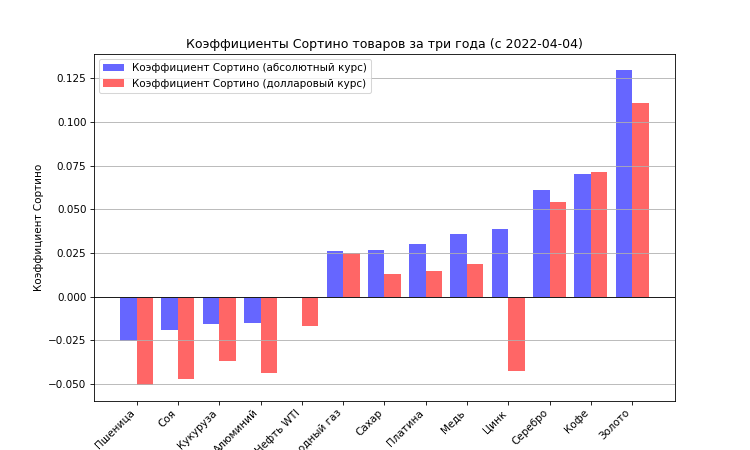 Коэффициенты Сортино товаров за три года (с 2022-04-04)
Коэффициент Сортино (абсолютный курс)
Коэффициент Сортино (долларовый курс)
Коэффициент Сортино
0.125
0.100
0.075
0.050
0.025
0.000
−0.025
−0.050
Пшеница
Соя
Кукуруза
Алюминий
Нефть WTI
одный газ
Сахар
Платина
Медь
Цинк
Серебро
Кофе
Золото